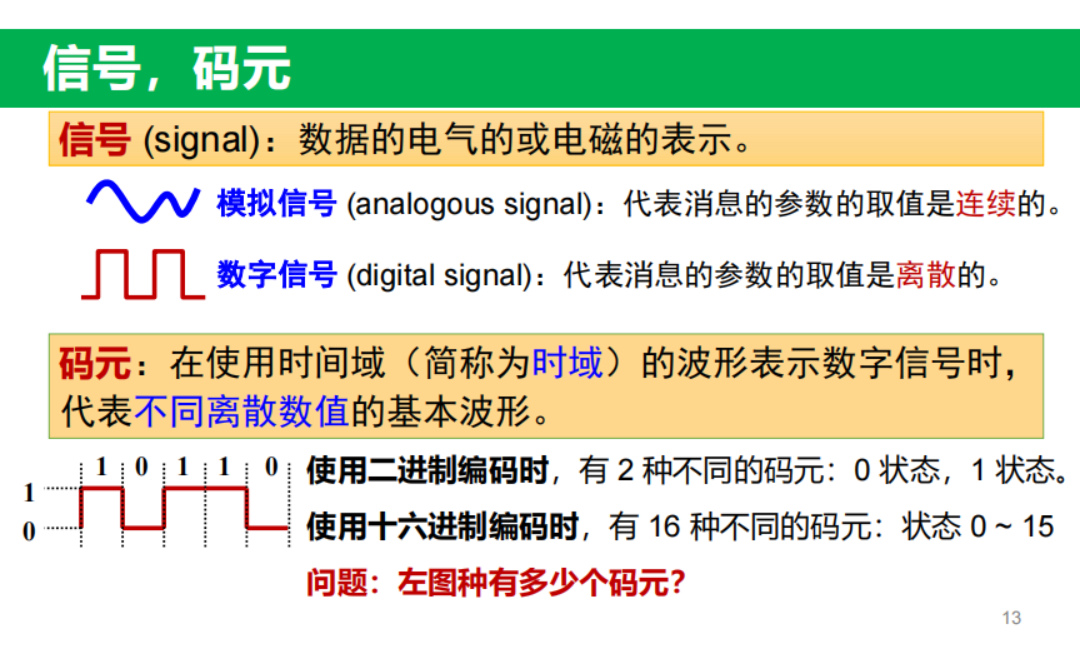 信号，码元
信号 (signal)：数据的电气的或电磁的表示。
模拟信号 (analogous signal)：代表消息的参数的取值是连续的。
数字信号 (digital signal)：代表消息的参数的取值是离散的。
码元：在使用时间域（简称为时域）的波形表示数字信号时，
代表不同离散数值的基本波形。
1 0 1 1 0
1
0
使用二进制编码时，有 2 种不同的码元：0 状态，1 状态。
使用十六进制编码时，有 16 种不同的码元：状态 0 ~ 15
问题：左图种有多少个码元？
13